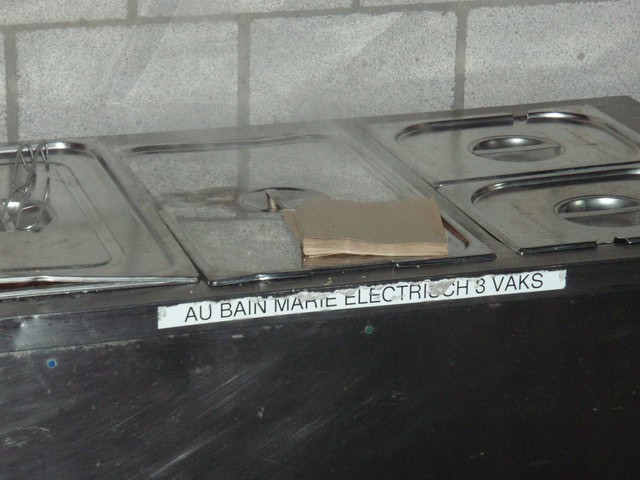 AU BAIN MARIE ELECTRISCH 3 VAKS